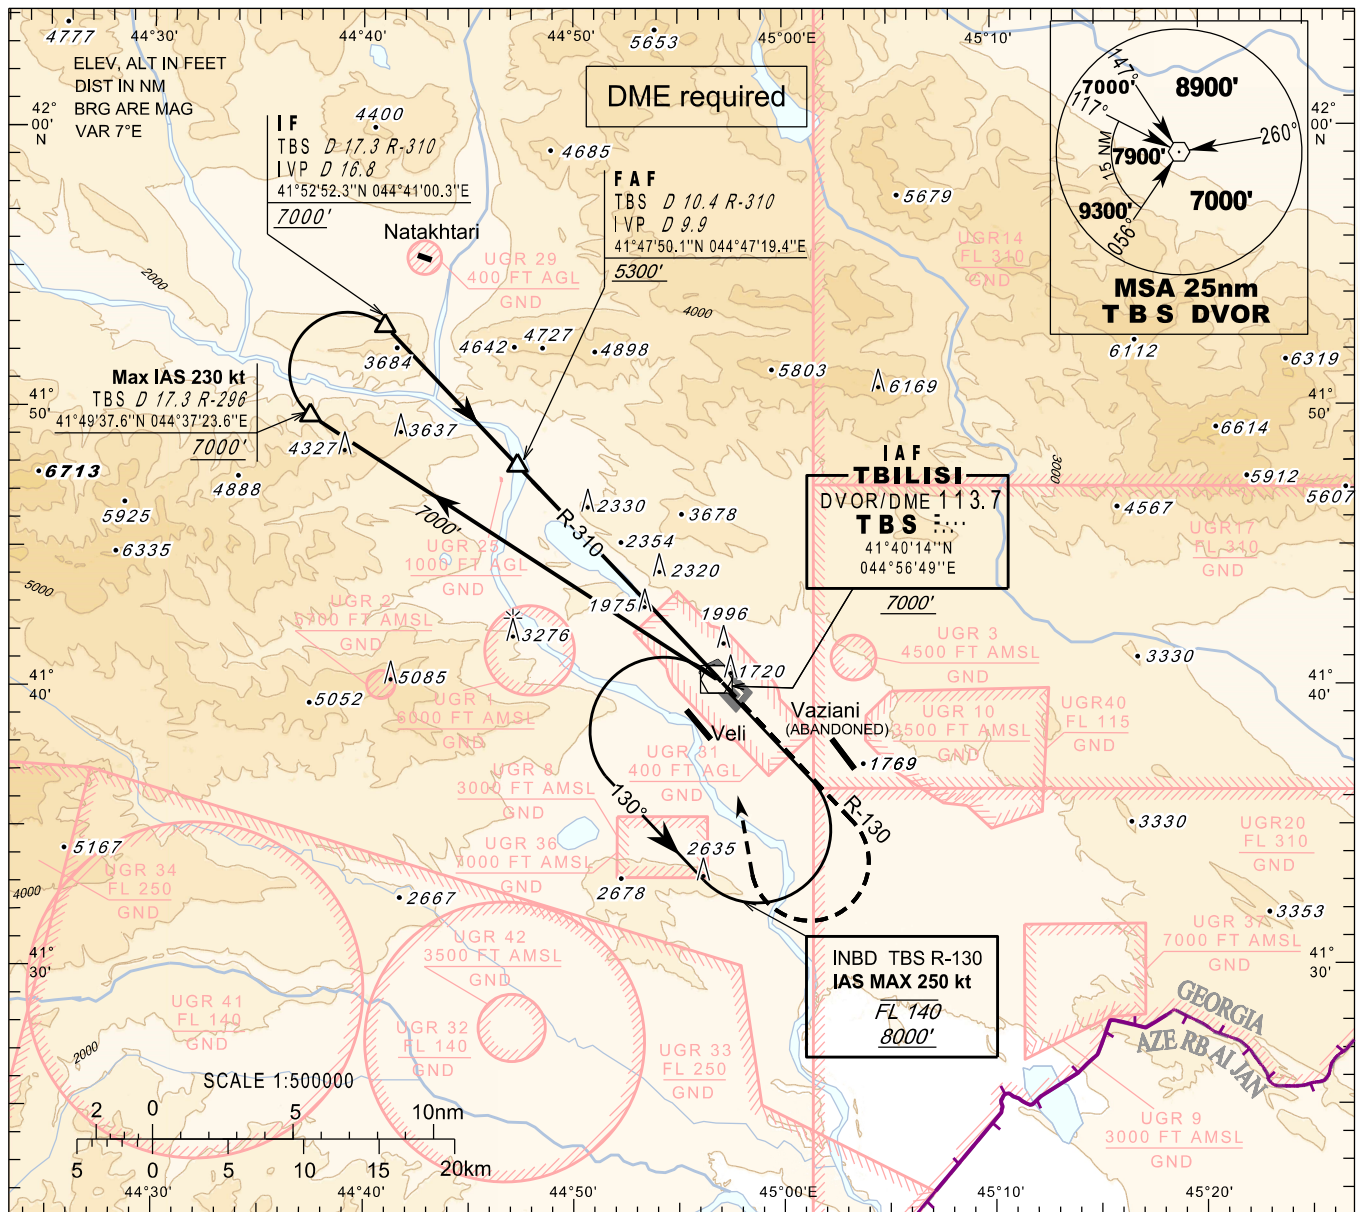 4777
44°30'
44°40'
44°50'
5653
45°00'E
45°10'
ELEV, ALT IN FEET
DIST IN NM
BRG ARE MAG
VAR 7°E
42°
00'
N
DME required
147°
7000'
117°
8900'
260°
7900'
15 NM
7000'
9300'
056°
MSA 25nm
TBS DVOR
42°
00'
N
4400
IF
TBS D 17.3 R-310
IVP D 16.8
41°52'52.3"N 044°41'00.3"E
7000'
4685
FAF
TBS D 10.4 R-310
IVP D 9.9
41°47'50.1"N 044°47'19.4"E
5300'
5679
Natakhtari
UGR 29
400 FT AGL
GND
UGR14
FL 310
GND
2000
4000
3684
4642
4727
4898
5803
6169
6112
6319
Max IAS 230 kt
TBS D 17.3 R-296
41°49'37.6"N 044°37'23.6"E
7000'
41°
50'
41°
50'
4327
3637
6614
6713
4888
5925
6335
5912
5607
3000
4567
IAF
TBILISI
DVOR/DME 113.7
TBS
41°40'14"N
044°56'49"E
7000'
7000'
R-310
2330
3678
2354
2320
UGR17
FL 310
GND
UGR 25
1000 FT AGL
GND
5000
UGR 2
5700 FT AMSL
GND
1975
1996
3276
1720
UGR 3
4500 FT AMSL
GND
3330
5085
5052
41°
40'
41°
40'
UGR 1
6000 FT AMSL
GND
Veli
Vaziani
(ABANDONED)
UGR 10
3500 FT AMSL
GND
UGR40
FL 115
GND
1769
UGR 31
400 FT AGL
GND
UGR 8
3000 FT AMSL
GND
130°
R-130
3330
UGR20
FL 310
GND
5167
UGR 36
GND
2635
2678
UGR 34
FL 250
GND
4000
2667
3353
UGR 37
7000 FT AMSL
GND
UGR 42
3500 FT AMSL
GND
41°
30'
41°
30'
INBD TBS R-130
IAS MAX 250 kt
FL 140
8000'
UGR 41
FL 140
GND
UGR 32
FL 140
GND
UGR 33
FL 250
GND
GEORGIA
AZERBAIJAN
2000
SCALE 1:500000
2 0 5 10nm
5 0 5 10 15 20km
UGR 9
3000 FT AMSL
GND
44°30'
44°40'
44°50'
45°00'E
45°10'
45°20'